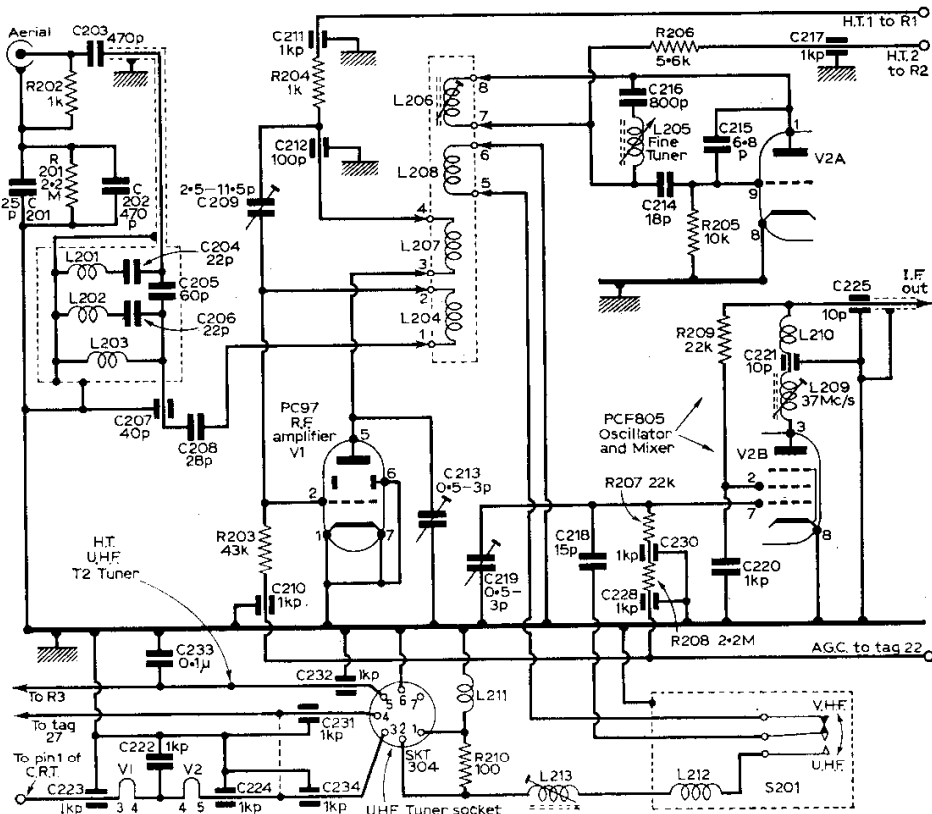 Aerial
C203
470p
R202
1k
R
201
2·2
M
25
p
C
201
C
202
470
p
L201
C204
22p
C205
60p
L202
C206
22p
L203
C207
40p
C208
28p
C211
1kp
R204
1k
C212
100p
2·5–11·5p
C209
L206
8
7
L208
6
5
4
L207
3
2
L204
1
H.T.1 to R1
R206
5·6k
C217
1kp
H.T.2
to R2
C216
800p
L205
Fine
Tuner
C215
6·8
p
1
V2A
9
8
C214
18p
R205
10k
I.F.
out
C225
10p
R209
22k
L210
C221
10p
L209
37Mc/s
PCF805
Oscillator
and Mixer
3
V2B
2
7
8
PC97
R.F.
amplifier
V1
5
6
2
1
7
C213
0·5–3p
R203
43k
C210
1kp
R207 22k
C218
15p
C230
1kp
C219
0·5–
3p
C228
1kp
R208 2·2M
C220
1kp
H.T.
U.H.F.
T2 Tuner
A.G.C. to tag 22
C233
0·1µ
C232
1kp
To R3
To tag
27
To pin1 of
C.R.T.
C231
1kp
C222
1kp
C223
1kp
V1
3 4
V2
4 5
C224
1kp
C234
1kp
5
6
7
4
3
2
1
SKT
304
U.H.F. Tuner socket
L211
R210
100
L213
L212
S201
V.H.F.
U.H.F.